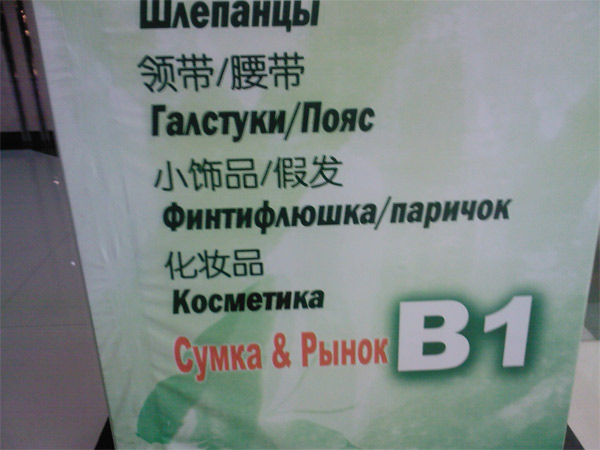 Шлепанцы
领带/腰带
Галстуки/Пояс
小饰品/假发
Финтифлюшка/паричок
化妆品
Косметика
Сумка & Рынок B1